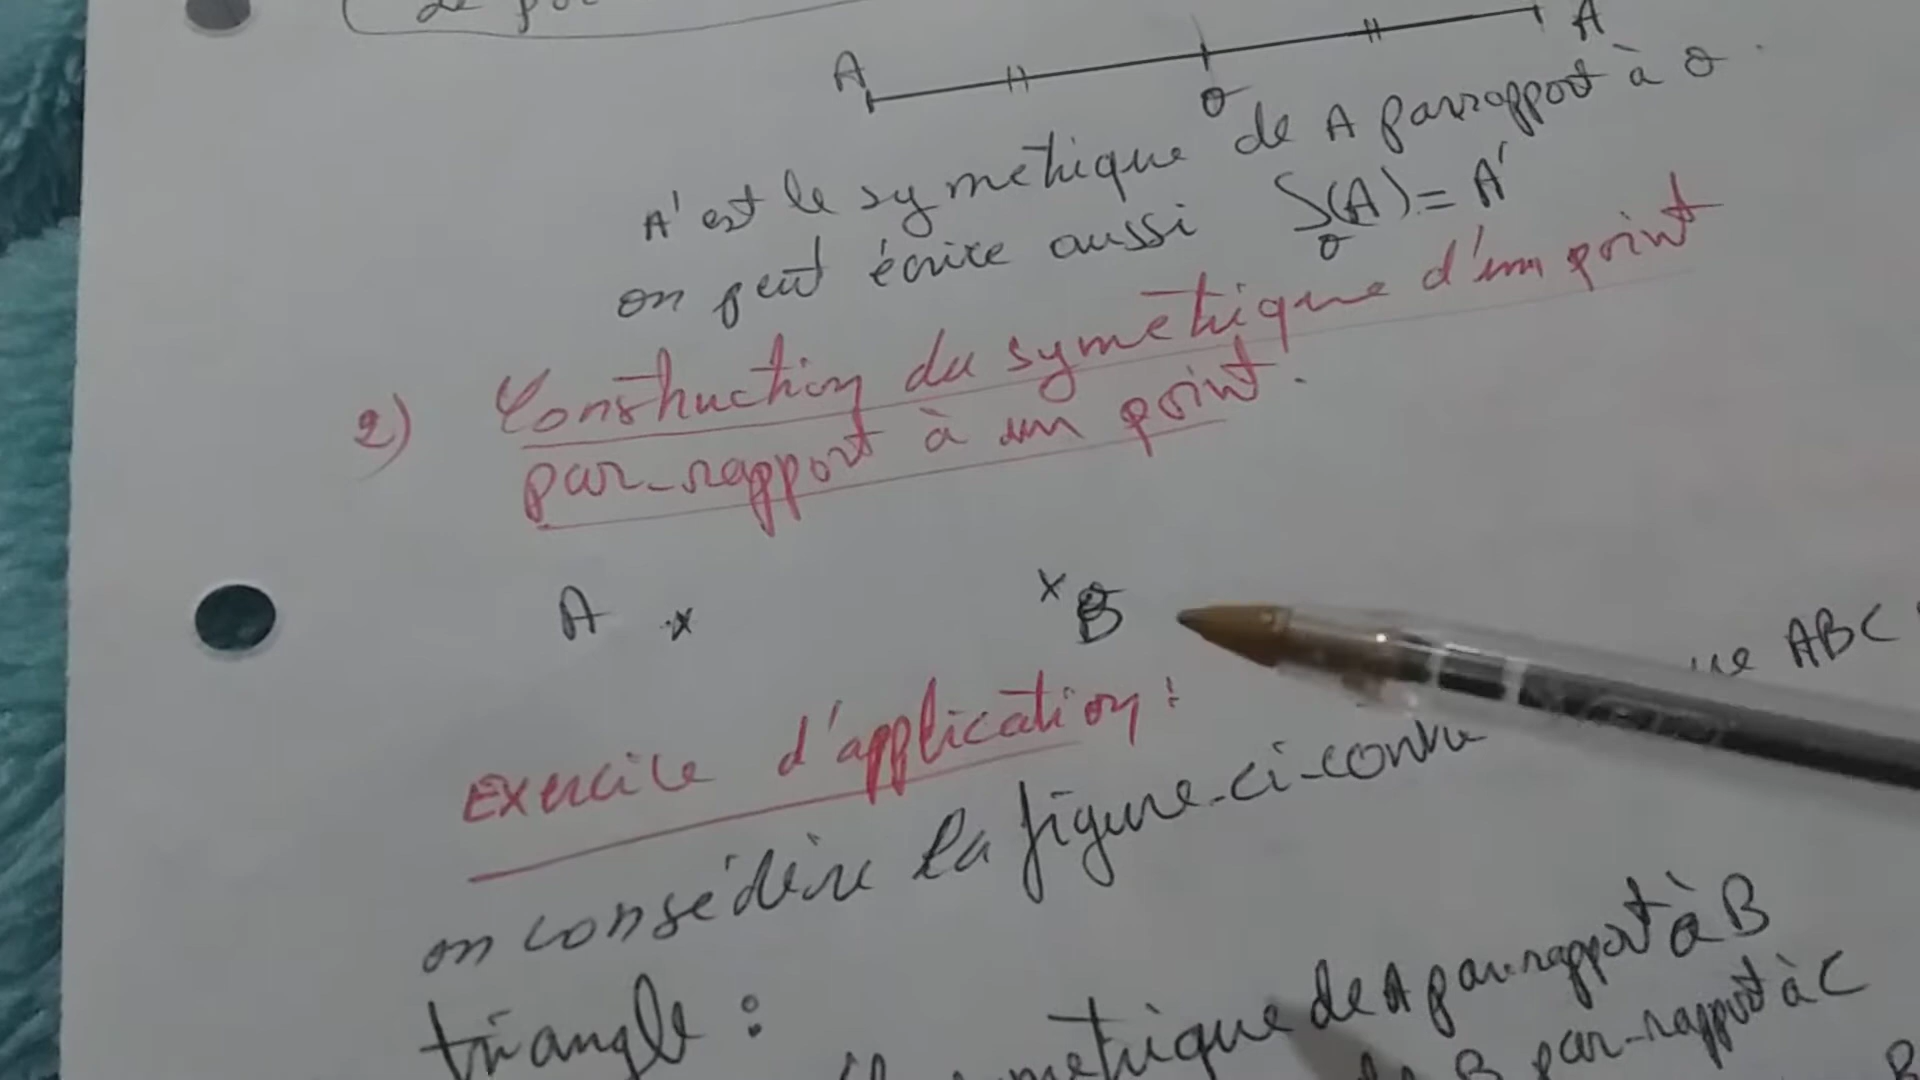 de
A O A
A' est le symétrique de A par rapport à O.
on peut écrire aussi S(A) = A'
O
2) Construction du symétrique d'un point
par-rapport à un point.
A x x B
ABC
Exercice d'application:
on considère la figure-ci-contre
triangle :
de A par rapport à B
B par-rapport à C
B